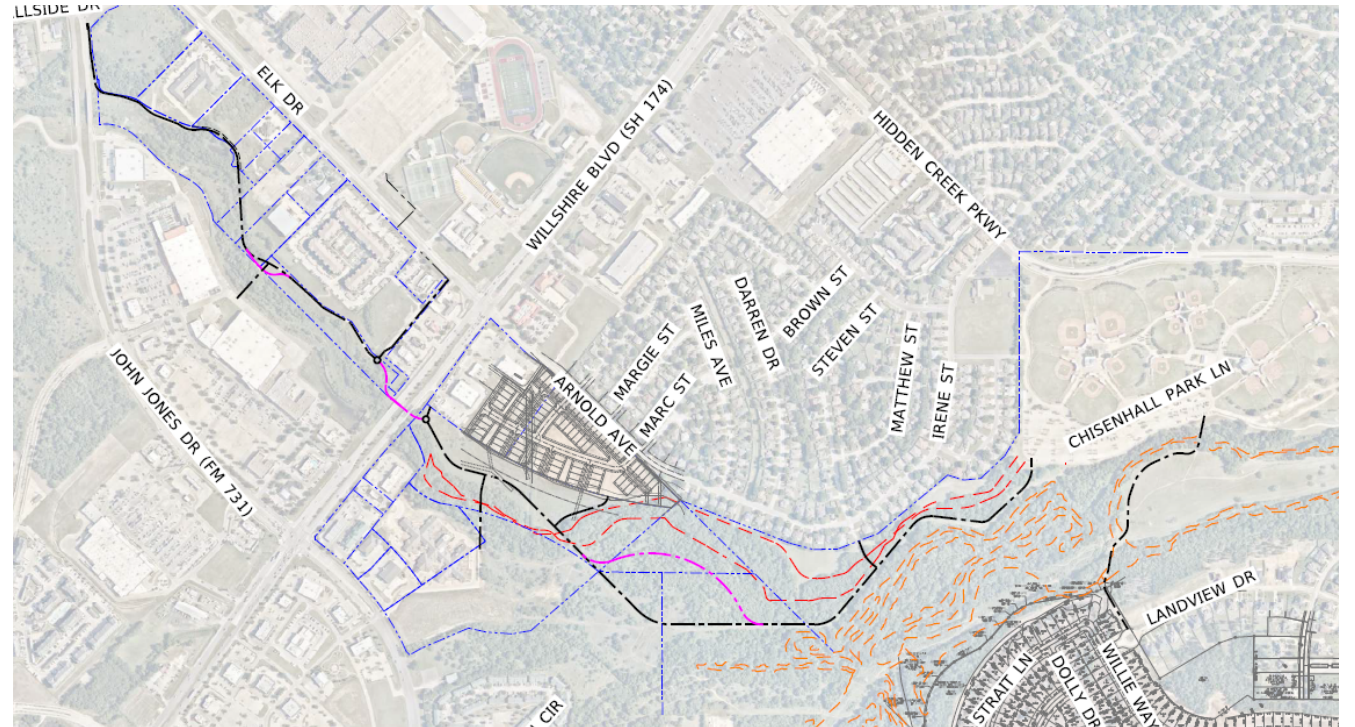 ELK DR
WILLSHIRE BLVD (SH 174)
HIDDEN CREEK PKWY
JOHN JONES DR (FM 731)
ARNOLD AVE
MARGIE ST
MARC ST
MILES AVE
DARREN DR
BROWN ST
STEVEN ST
MATTHEW ST
IRENE ST
CHISENHALL PARK LN
LANDVIEW DR
STRAIT LN
DOLLY DR
WILLIE WAY
CIR